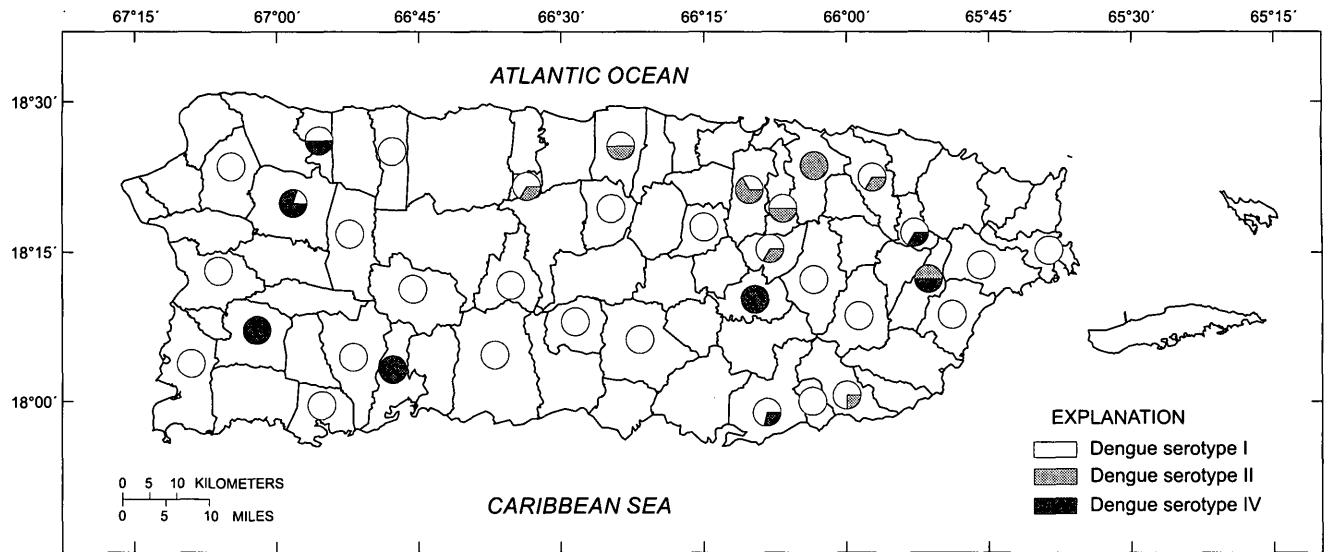 67°15′ 67°00′ 66°45′ 66°30′ 66°15′ 66°00′ 65°45′ 65°30′ 65°15′
ATLANTIC OCEAN
18°30′
18°15′
18°00′
EXPLANATION
Dengue serotype I
Dengue serotype II
Dengue serotype IV
0 5 10 KILOMETERS
0 5 10 MILES
CARIBBEAN SEA